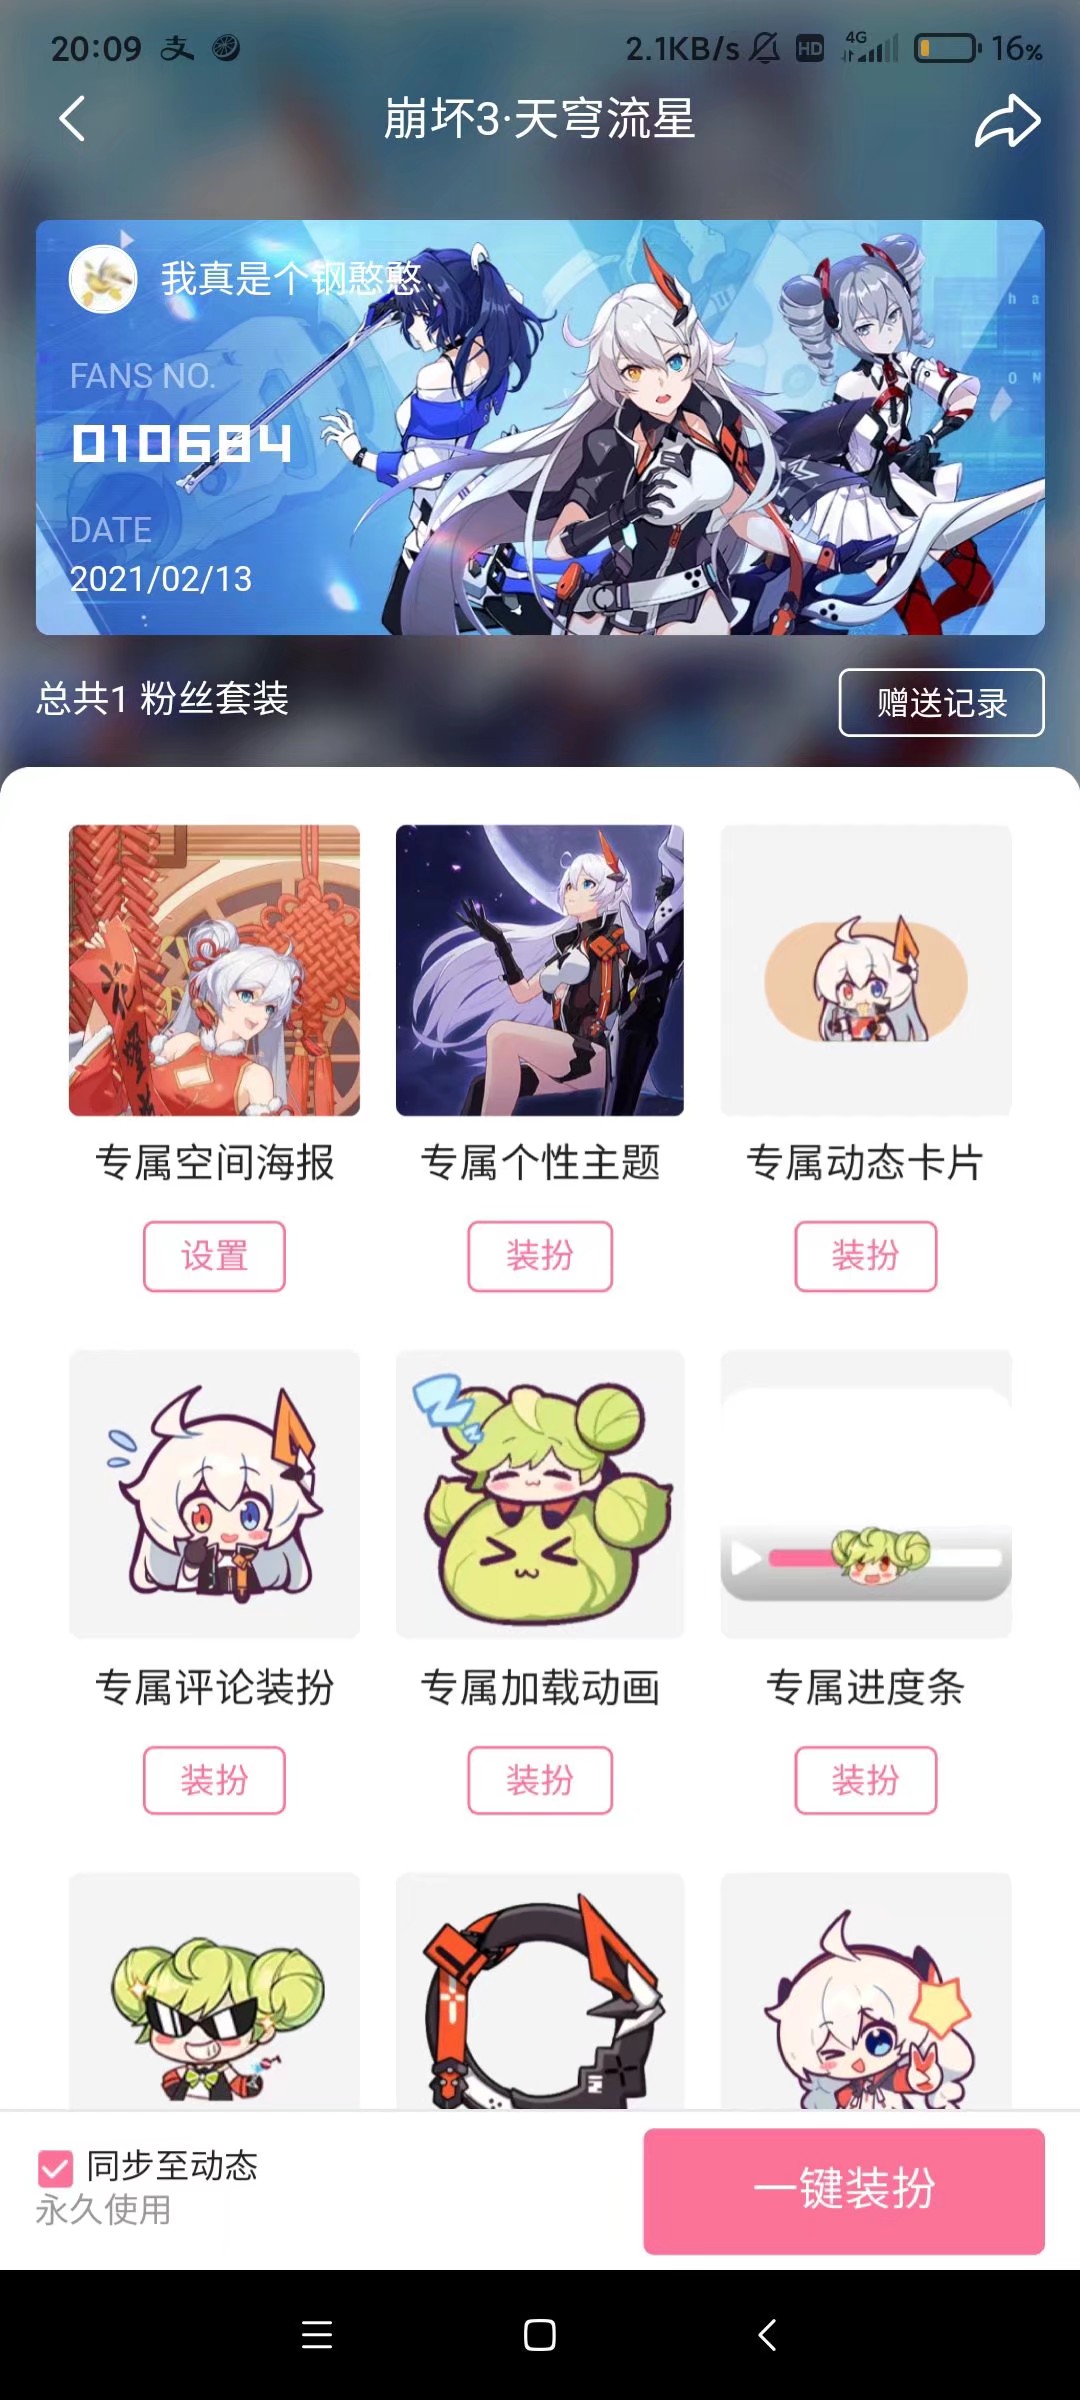 20:09 支 2.1KB/s HD 4G 16%
崩坏3·天穹流星
我真是个钢憨憨
FANS NO.
010684
DATE
2021/02/13
总共1 粉丝套装
赠送记录
专属空间海报 专属个性主题 专属动态卡片
设置 装扮 装扮
专属评论装扮 专属加载动画 专属进度条
装扮 装扮 装扮
同步至动态
永久使用
一键装扮